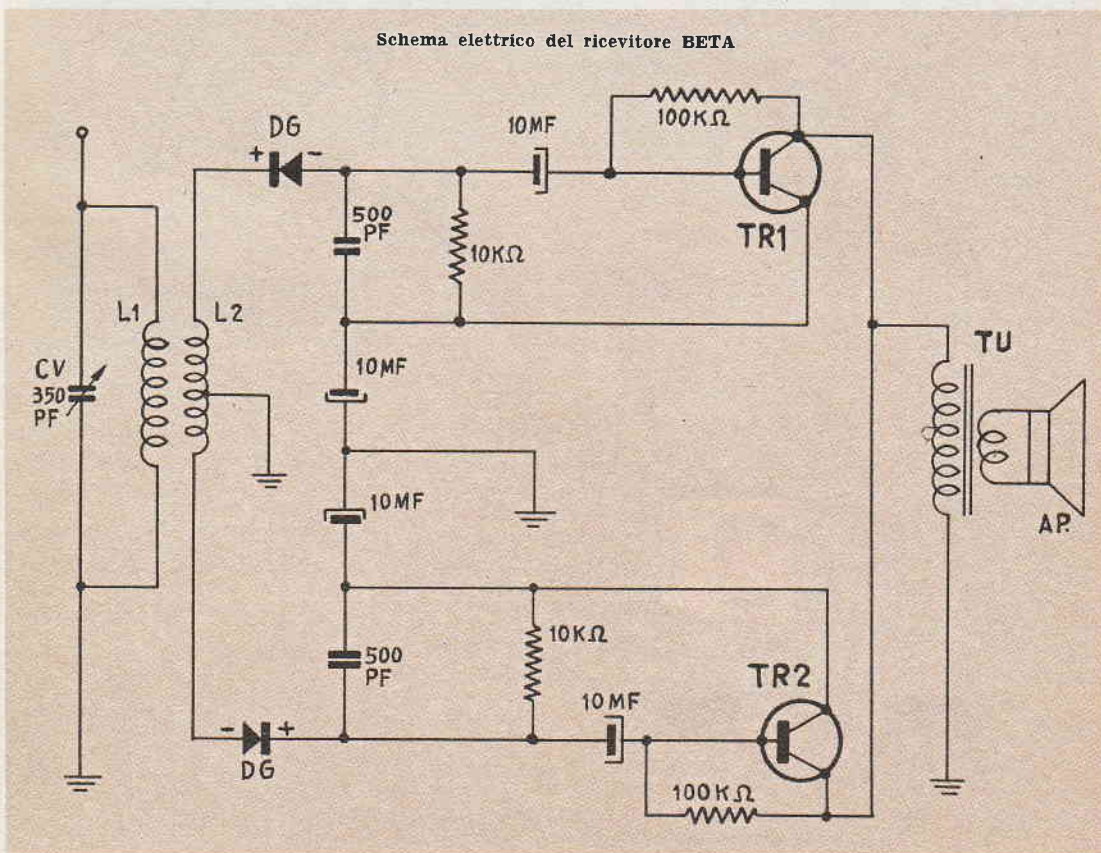 Schema elettrico del ricevitore BETA
DG
+ -
10MF
100KΩ
TR1
500
PF
10KΩ
L1
L2
CV
350
PF
10MF
TU
10MF
AP.
10KΩ
500
PF
TR2
10MF
- +
DG
100KΩ